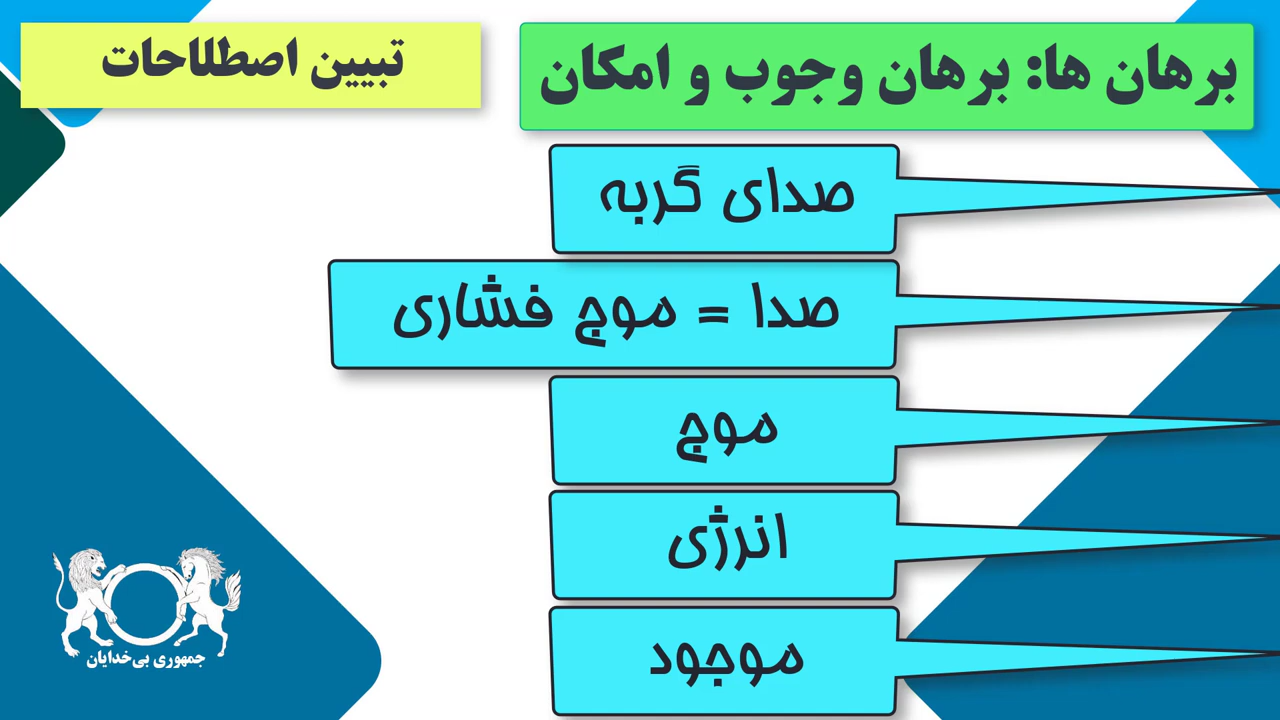 برهان ها: برهان وجوب و امکان
تبیین اصطلاحات
صدای گربه
صدا = موج فشاری
موج
انرژی
موجود
جمهوری بی‌خدایان